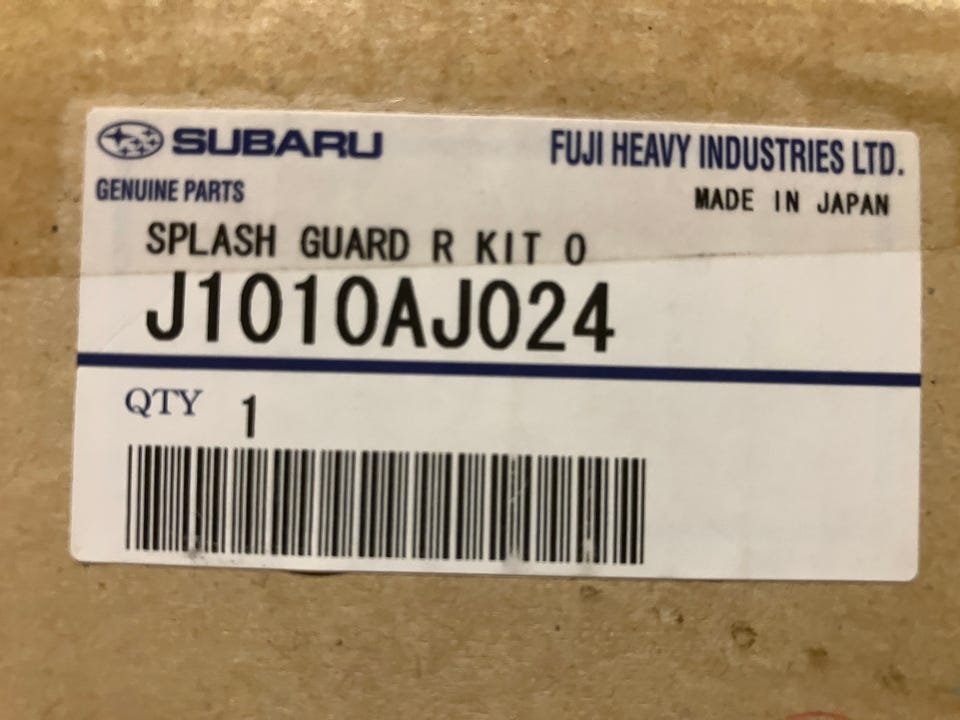 SUBARU
FUJI HEAVY INDUSTRIES LTD.
GENUINE PARTS
MADE IN JAPAN
SPLASH GUARD R KIT O
J1010AJ024
QTY 1